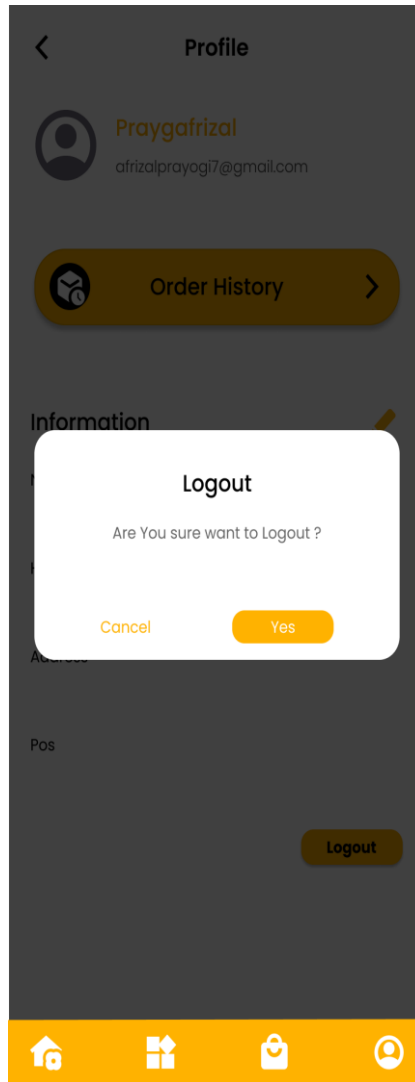 Profile
Praygafrizal
afrizalprayogi7@gmail.com
Order History
Information
Logout
Are You sure want to Logout ?
Cancel
Yes
Address
Pos
Logout